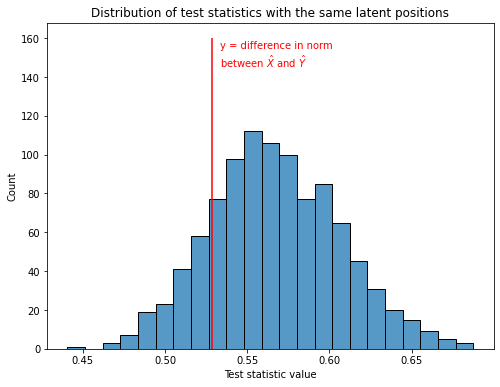 Distribution of test statistics with the same latent positions
160
140
120
100
80
60
40
20
0
Count
y = difference in norm
between X̂ and Ŷ
0.45 0.50 0.55 0.60 0.65
Test statistic value